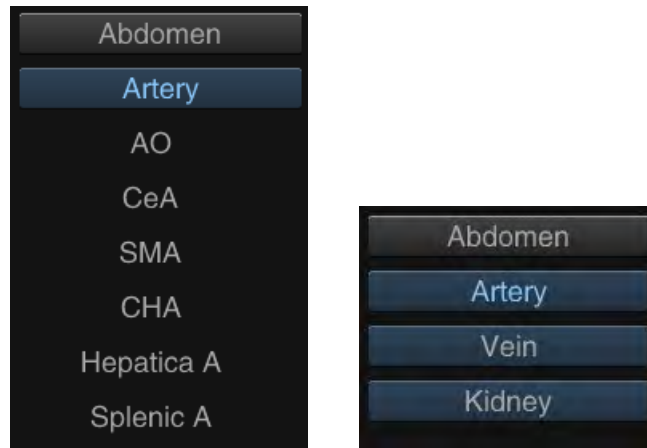 Abdomen
Artery
AO
CeA
SMA
CHA
Hepatica A
Splenic A
Abdomen
Artery
Vein
Kidney